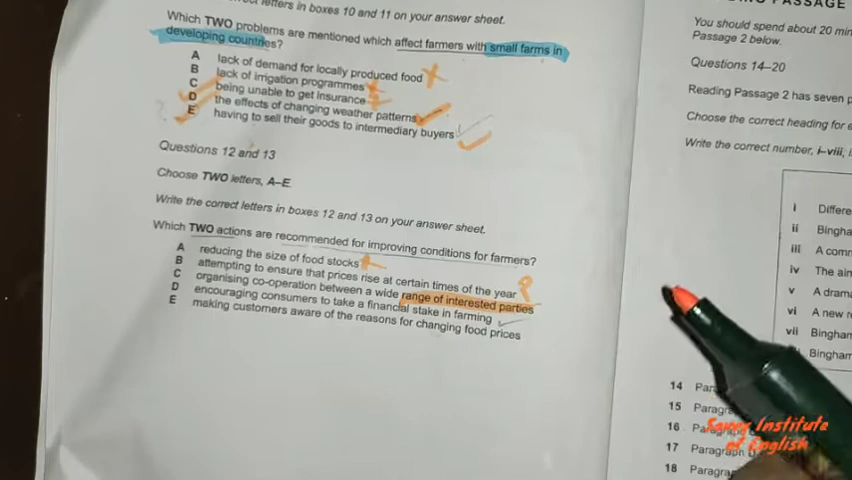 letters in boxes 10 and 11 on your answer sheet.
Which TWO problems are mentioned which affect farmers with small farms in
developing countries?
A lack of demand for locally produced food
B lack of irrigation programmes
C being unable to get insurance
D the effects of changing weather patterns
E having to sell their goods to intermediary buyers
Questions 12 and 13
Choose TWO letters, A–E.
Write the correct letters in boxes 12 and 13 on your answer sheet.
Which TWO actions are recommended for improving conditions for farmers?
A reducing the size of food stocks
B attempting to ensure that prices rise at certain times of the year
C organising co-operation between a wide range of interested parties
D encouraging consumers to take a financial stake in farming
E making customers aware of the reasons for changing food prices
PASSAGE
You should spend about 20 min
Passage 2 below.
Questions 14–20
Reading Passage 2 has seven p
Choose the correct heading for e
Write the correct number, i–viii,
i Differe
ii Bingha
iii A comr
iv The ain
v A dram
vi A new r
vii Bingham
Bingham
14 Par
15 Paragr
16 Paragr
17 Paragraph
18 Paragra
Savvy Institute
of English